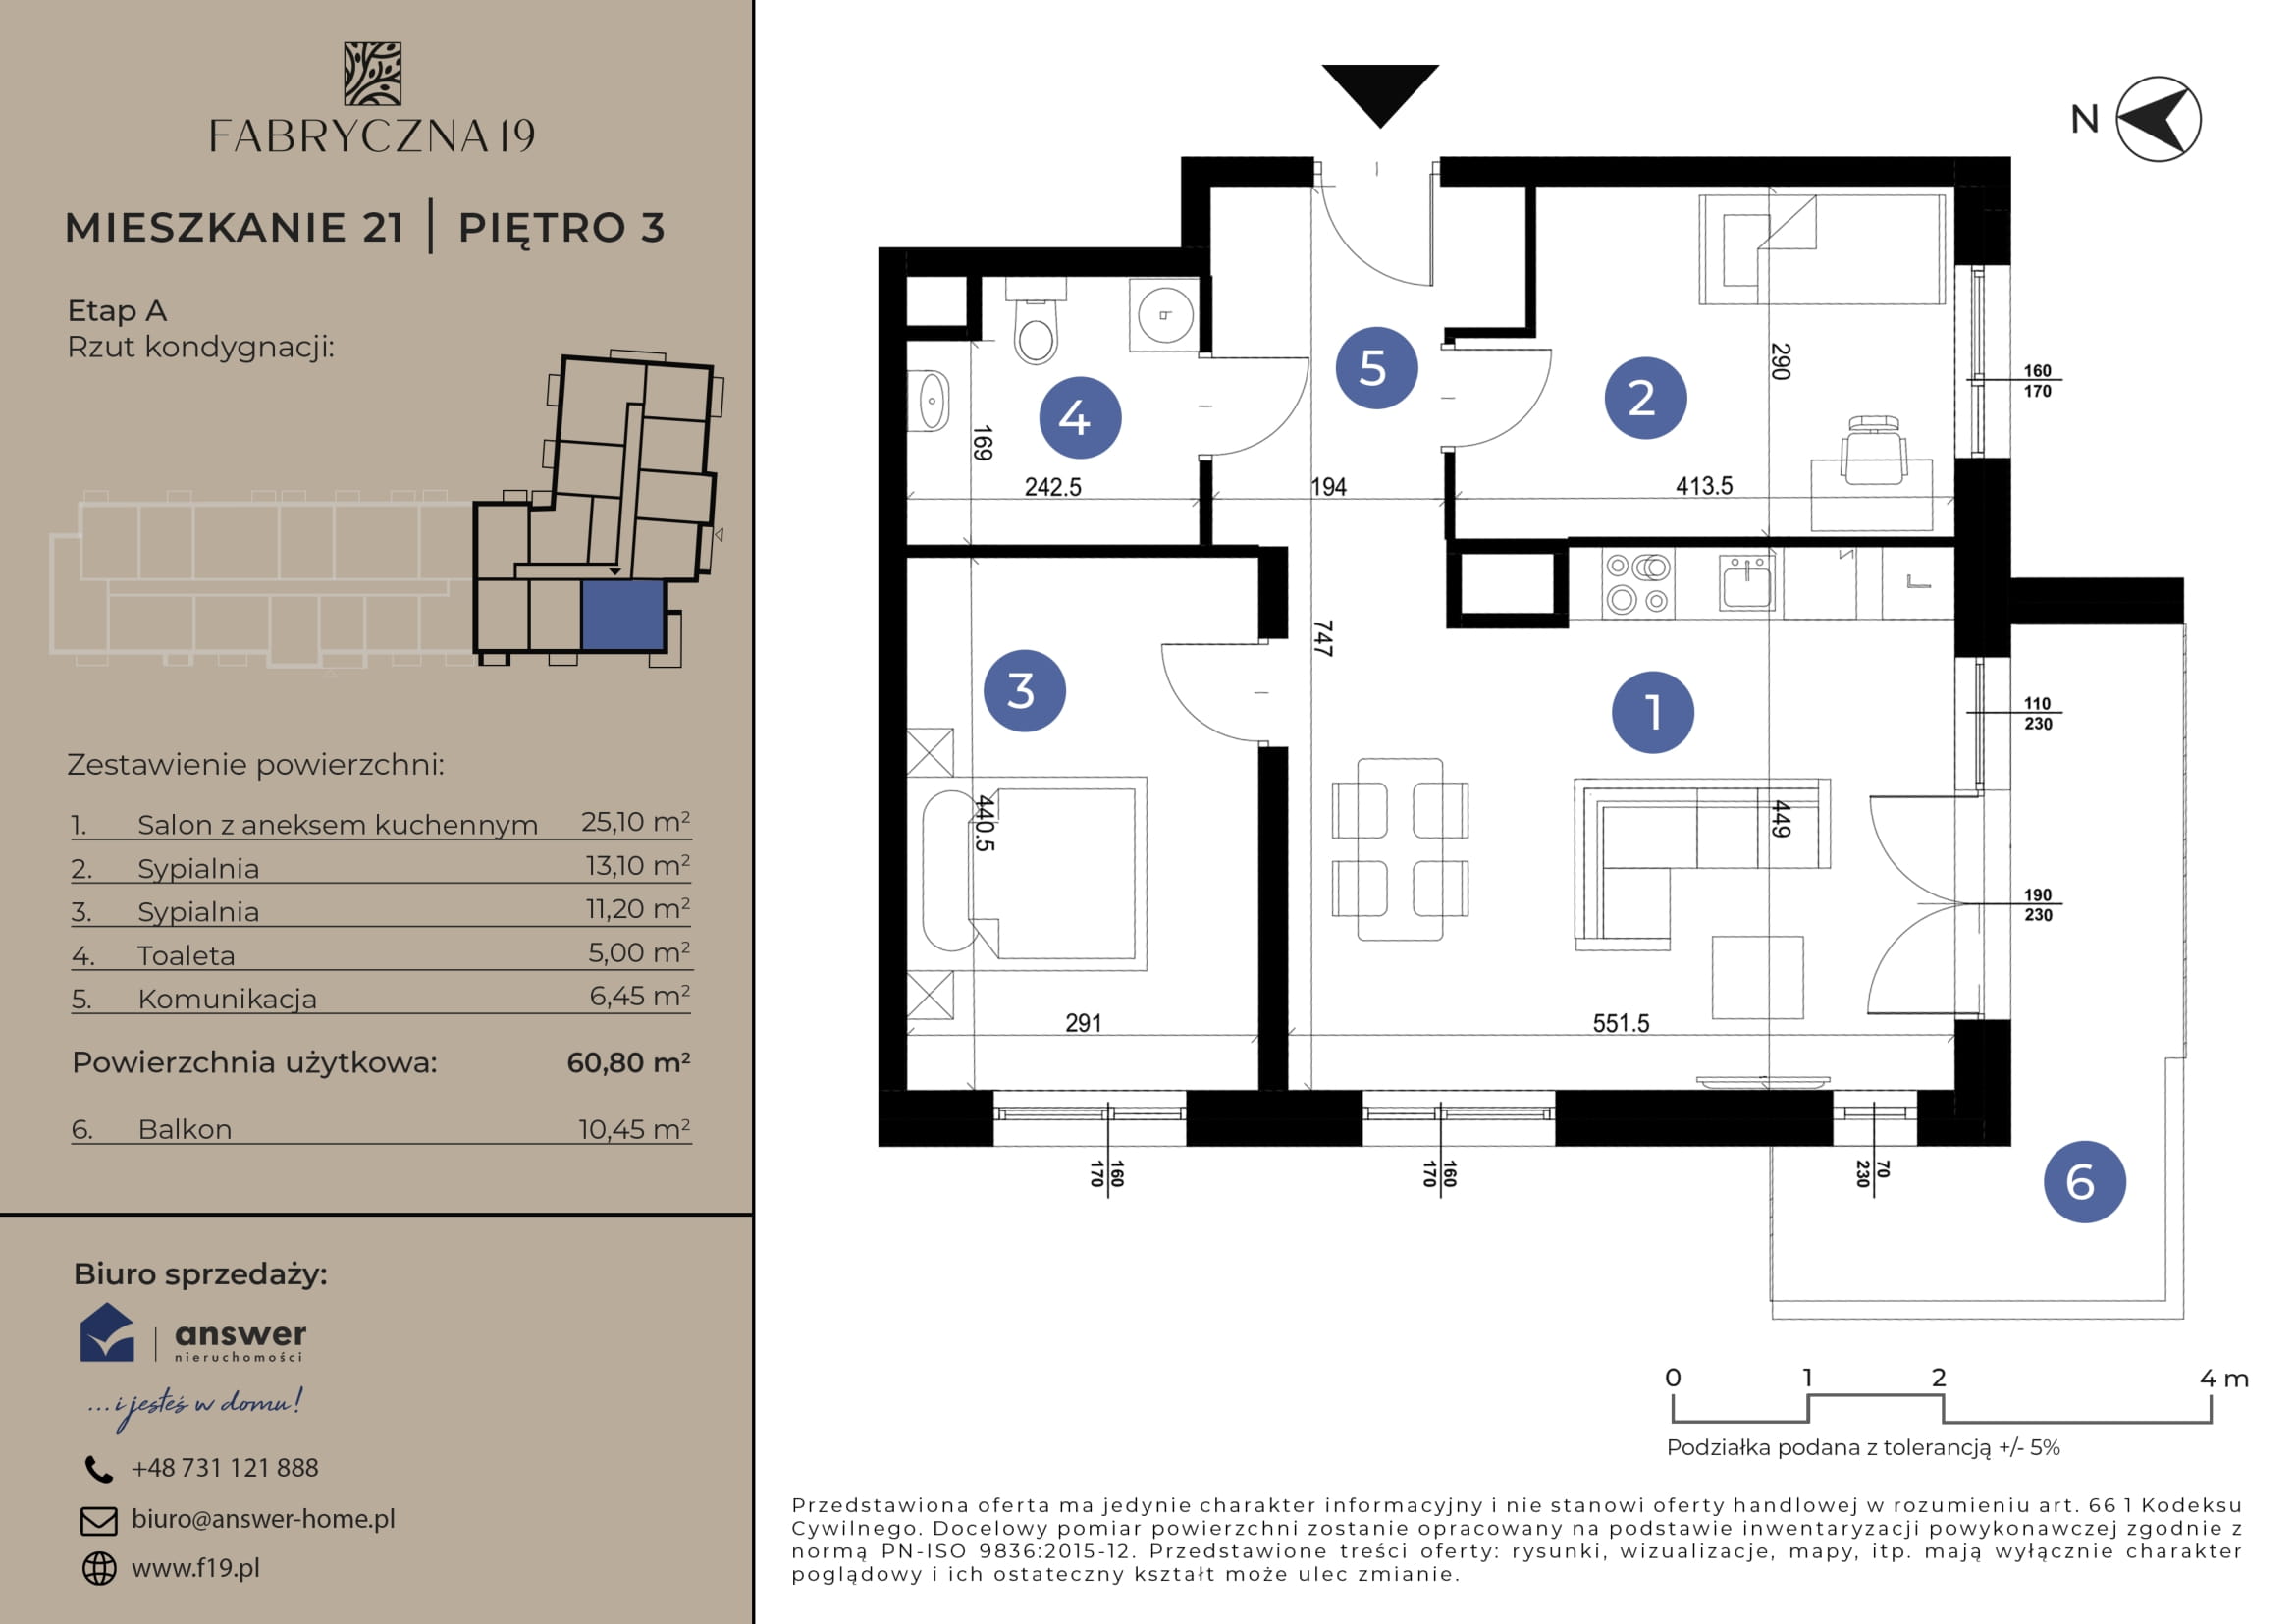 FABRYCZNA 19
MIESZKANIE 21 | PIĘTRO 3
Etap A
Rzut kondygnacji:
Zestawienie powierzchni:
1. Salon z aneksem kuchennym 25,10 m²
2. Sypialnia 13,10 m²
3. Sypialnia 11,20 m²
4. Toaleta 5,00 m²
5. Komunikacja 6,45 m²
Powierzchnia użytkowa: 60,80 m²
6. Balkon 10,45 m²
Biuro sprzedaży:
answer
nieruchomości
...i jesteś w domu!
+48 731 121 888
biuro@answer-home.pl
www.f19.pl
N
5
2
4
290
160
170
169
242.5
194
413.5
747
3
1
110
230
440.5
449
190
230
291
551.5
160
170
160
170
70
230
6
0 1 2 4 m
Podziałka podana z tolerancją +/- 5%
Przedstawiona oferta ma jedynie charakter informacyjny i nie stanowi oferty handlowej w rozumieniu art. 66 1 Kodeksu
Cywilnego. Docelowy pomiar powierzchni zostanie opracowany na podstawie inwentaryzacji powykonawczej zgodnie z
normą PN-ISO 9836:2015-12. Przedstawione treści oferty: rysunki, wizualizacje, mapy, itp. mają wyłącznie charakter
poglądowy i ich ostateczny kształt może ulec zmianie.